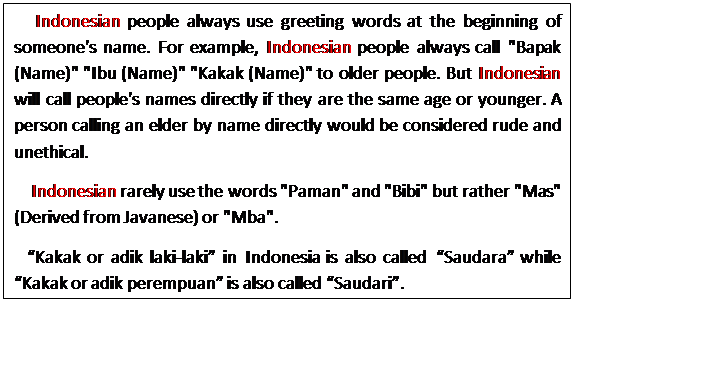 Indonesian people always use greeting words at the beginning of
someone's name. For example, Indonesian people always call "Bapak
(Name)" "Ibu (Name)" "Kakak (Name)" to older people. But Indonesian
will call people's names directly if they are the same age or younger. A
person calling an elder by name directly would be considered rude and
unethical.
Indonesian rarely use the words "Paman" and "Bibi" but rather "Mas"
(Derived from Javanese) or "Mba".
“Kakak or adik laki-laki” in Indonesia is also called “Saudara” while
“Kakak or adik perempuan” is also called “Saudari”.